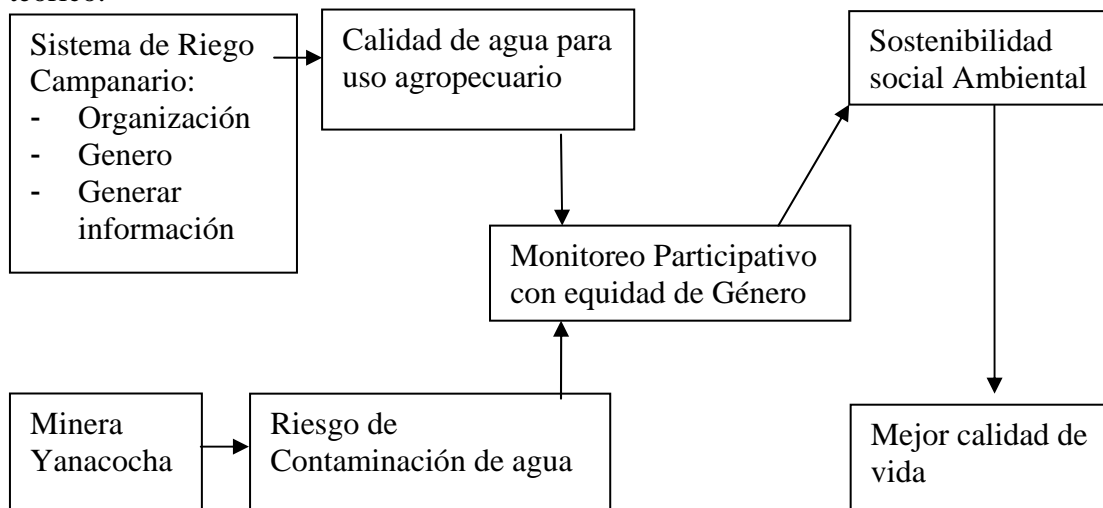 teórico.
Sistema de Riego
Campanario:
- Organización
- Genero
- Generar
información
Calidad de agua para
uso agropecuario
Sostenibilidad
social Ambiental
Monitoreo Participativo
con equidad de Género
Minera
Yanacocha
Riesgo de
Contaminación de agua
Mejor calidad de
vida